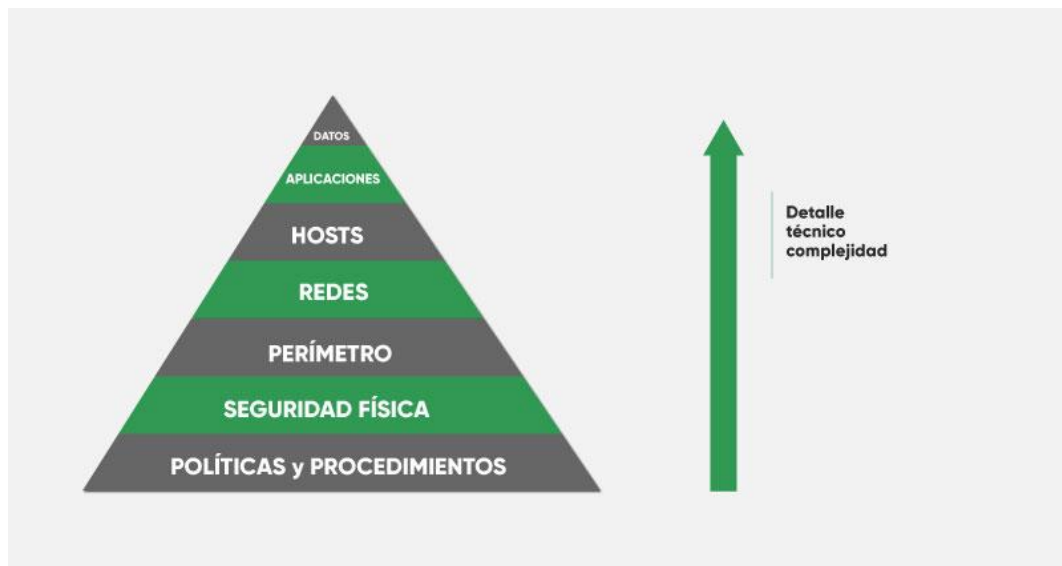 DATOS
APLICACIONES
HOSTS
REDES
PERÍMETRO
SEGURIDAD FÍSICA
POLÍTICAS y PROCEDIMIENTOS
Detalle
técnico
complejidad